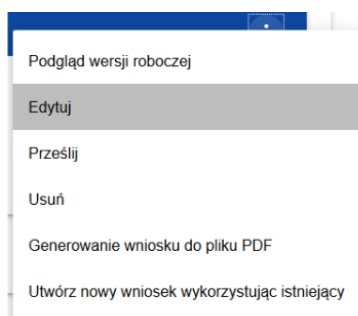 Podgląd wersji roboczej
Edytuj
Prześlij
Usuń
Generowanie wniosku do pliku PDF
Utwórz nowy wniosek wykorzystując istniejący